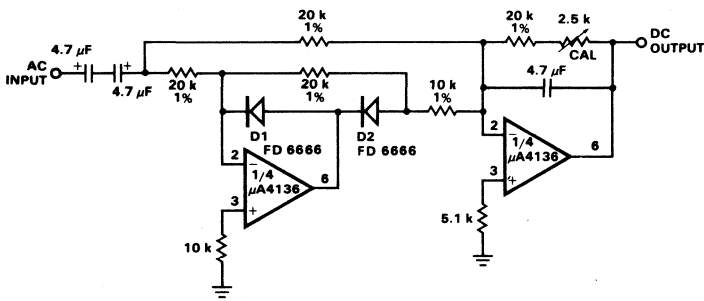 20 k
1%
20 k
1%
2.5 k
CAL
DC
OUTPUT
4.7 μF
AC
INPUT
+
+
4.7 μF
20 k
1%
20 k
1%
10 k
1%
4.7 μF
D1
FD 6666
D2
FD 6666
2
−
1/4
μA4136
6
3
+
10 k
2
−
1/4
μA4136
6
3
+
5.1 k